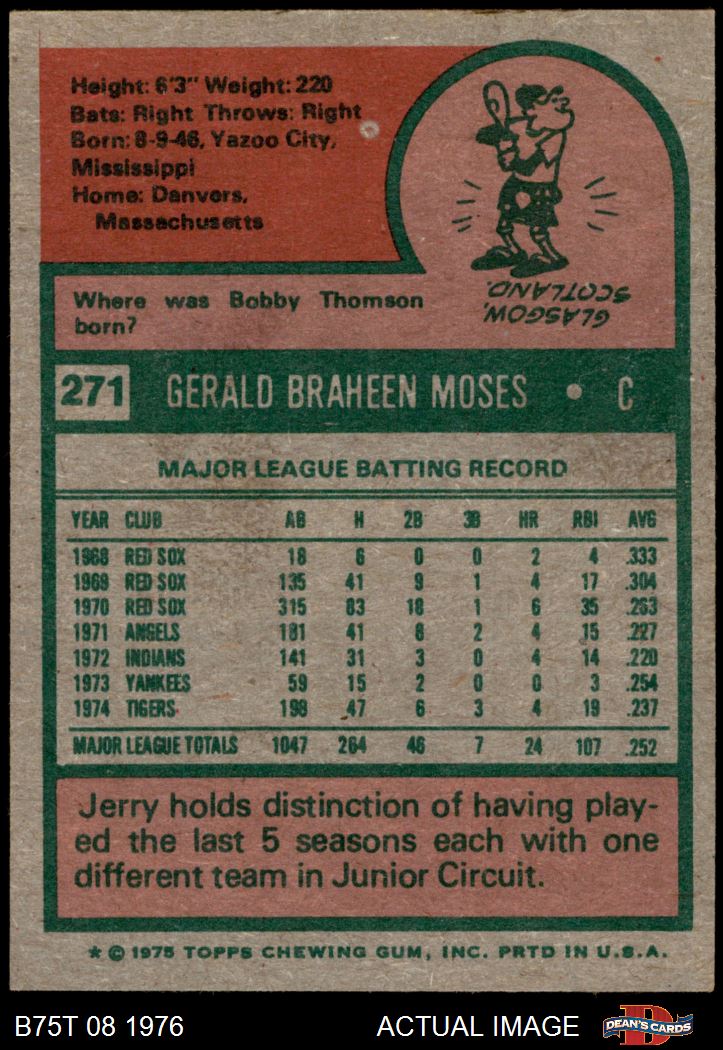 Height: 6'3" Weight: 220
Bats: Right Throws: Right
Born: 8-9-46, Yazoo City,
Mississippi
Home: Danvers,
Massachusetts
GLASGOW,
SCOTLAND.
Where was Bobby Thomson
born?
271 GERALD BRAHEEN MOSES • C
MAJOR LEAGUE BATTING RECORD
YEAR CLUB AB H 2B 3B HR RBI AVG
1968 RED SOX 18 6 0 0 2 4 .333
1969 RED SOX 135 41 9 1 4 17 .304
1970 RED SOX 315 83 18 1 6 35 .263
1971 ANGELS 181 41 8 2 4 15 .227
1972 INDIANS 141 31 3 0 4 14 .220
1973 YANKEES 59 15 2 0 0 3 .254
1974 TIGERS 198 47 6 3 4 19 .237
MAJOR LEAGUE TOTALS 1047 264 46 7 24 107 .252
Jerry holds distinction of having play-
ed the last 5 seasons each with one
different team in Junior Circuit.
* © 1975 TOPPS CHEWING GUM, INC. PRTD IN U.S.A.
B75T 08 1976 ACTUAL IMAGE DEAN'S CARDS